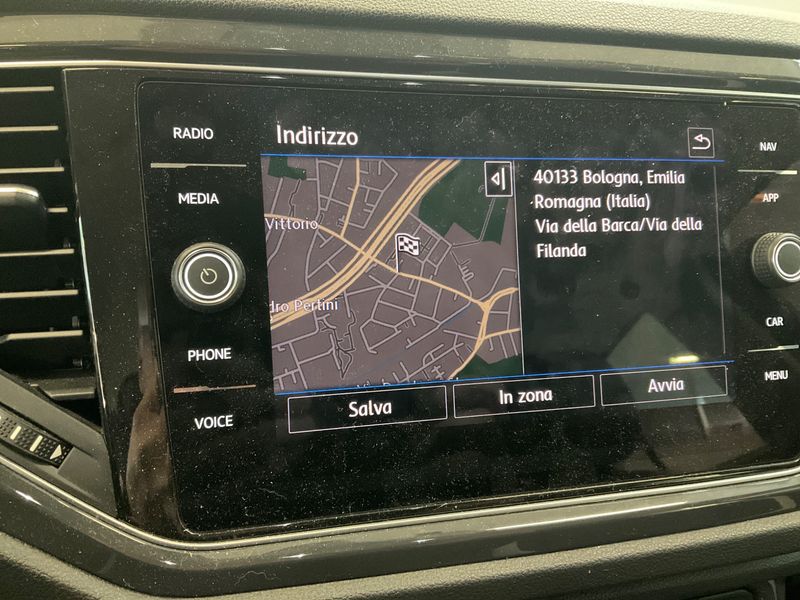 RADIO
MEDIA
PHONE
VOICE
Indirizzo
Vittorio
dro Pertini
40133 Bologna, Emilia
Romagna (Italia)
Via della Barca/Via della
Filanda
Salva
In zona
Avvia
NAV
APP
CAR
MENU